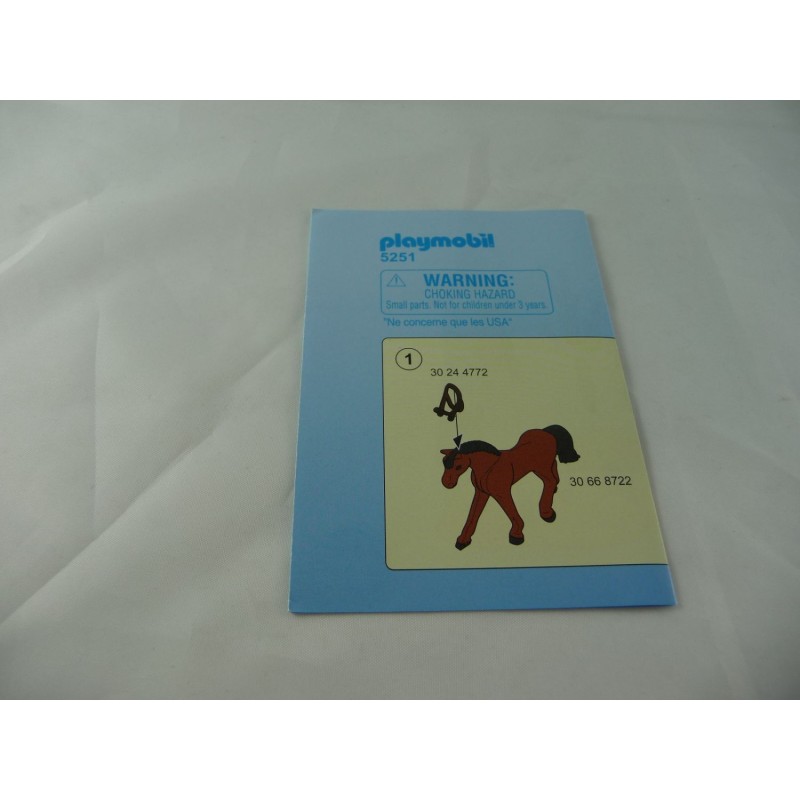 playmobil
5251
WARNING:
CHOKING HAZARD
Small parts. Not for children under 3 years.
"Ne concerne que les USA"
1
30 24 4772
30 66 8722